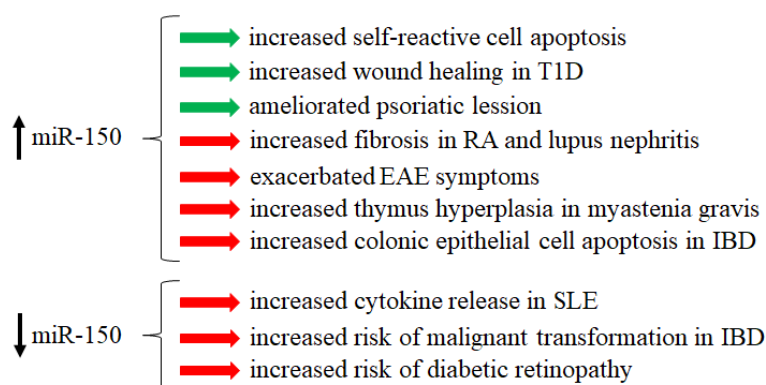 increased self-reactive cell apoptosis
increased wound healing in T1D
ameliorated psoriatic lession
miR-150
increased fibrosis in RA and lupus nephritis
exacerbated EAE symptoms
increased thymus hyperplasia in myastenia gravis
increased colonic epithelial cell apoptosis in IBD
increased cytokine release in SLE
miR-150
increased risk of malignant transformation in IBD
increased risk of diabetic retinopathy